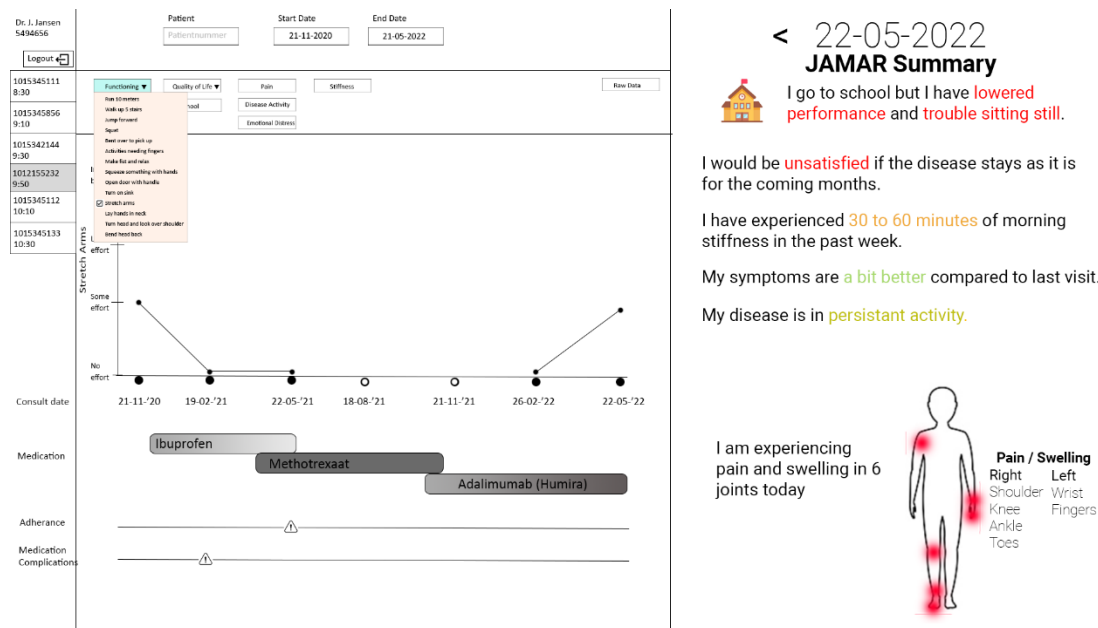 Dr. J. Jansen
5494656
Logout
Patient
Patientnummer
Start Date
21-11-2020
End Date
21-05-2022
1015345111
8:30
1015345856
9:10
1015342144
9:30
1012155232
9:50
1015345112
10:10
1015345133
10:30
Functioning ▼
Quality of Life ▼
Pain
Stiffness
Raw Data
Disease Activity
Emotional Distress
Run 10 meters
Walk up 5 stairs
Jump forward
Squat
Bent over to pick up
Activities needing fingers
Make fist and relax
Squeeze something with hands
Open door with handle
Turn on sink
Stretch arms
Lay hands in neck
Turn head and look over shoulder
Bend head back
Stretch Arms
effort
Some
effort
No
effort
Consult date
21-11-'20
19-02-'21
22-05-'21
18-08-'21
21-11-'21
26-02-'22
22-05-'22
Medication
Ibuprofen
Methotrexaat
Adalimumab (Humira)
Adherance
Medication
Complications
< 22-05-2022
JAMAR Summary
I go to school but I have lowered
performance and trouble sitting still.
I would be unsatisfied if the disease stays as it is
for the coming months.
I have experienced 30 to 60 minutes of morning
stiffness in the past week.
My symptoms are a bit better compared to last visit.
My disease is in persistant activity.
I am experiencing
pain and swelling in 6
joints today
Pain / Swelling
Right Left
Shoulder Wrist
Knee Fingers
Ankle
Toes